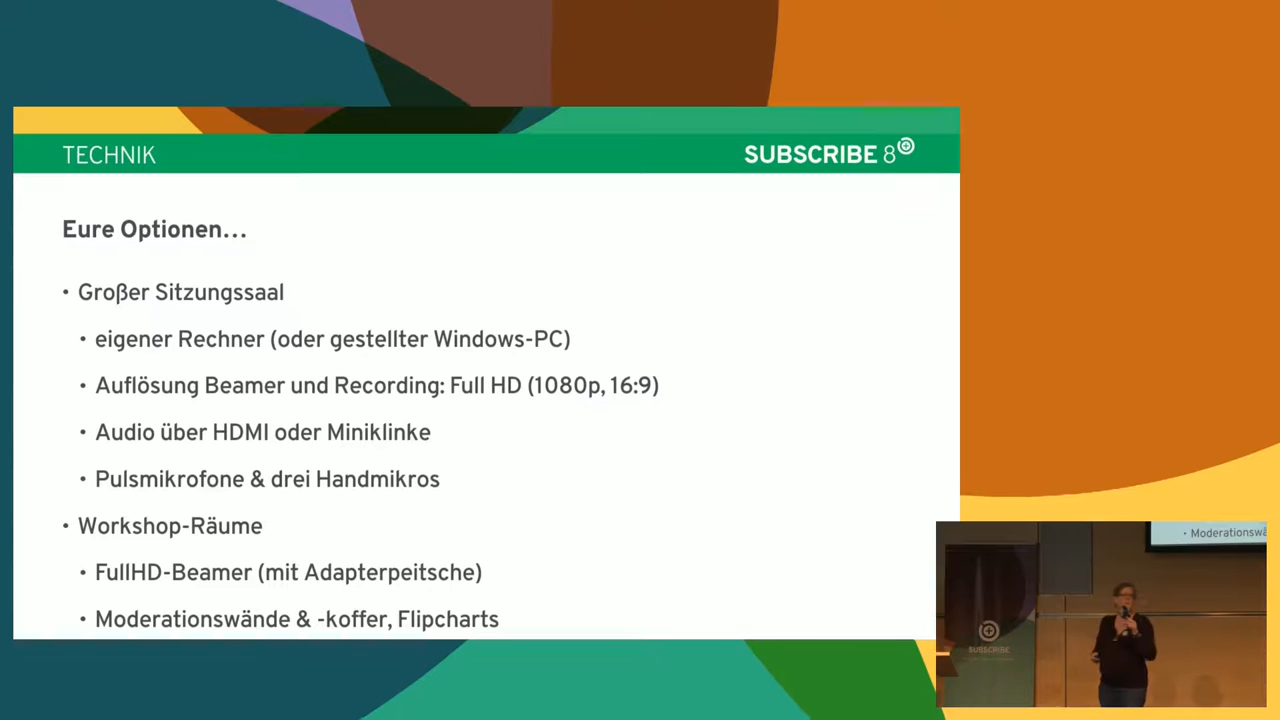 TECHNIK
SUBSCRIBE 8
Eure Optionen...
• Großer Sitzungssaal
• eigener Rechner (oder gestellter Windows-PC)
• Auflösung Beamer und Recording: Full HD (1080p, 16:9)
• Audio über HDMI oder Miniklinke
• Pulsmikrofone & drei Handmikros
• Workshop-Räume
• FullHD-Beamer (mit Adapterpeitsche)
• Moderationswände & -koffer, Flipcharts
• Moderationswä
SUBSCRIBE